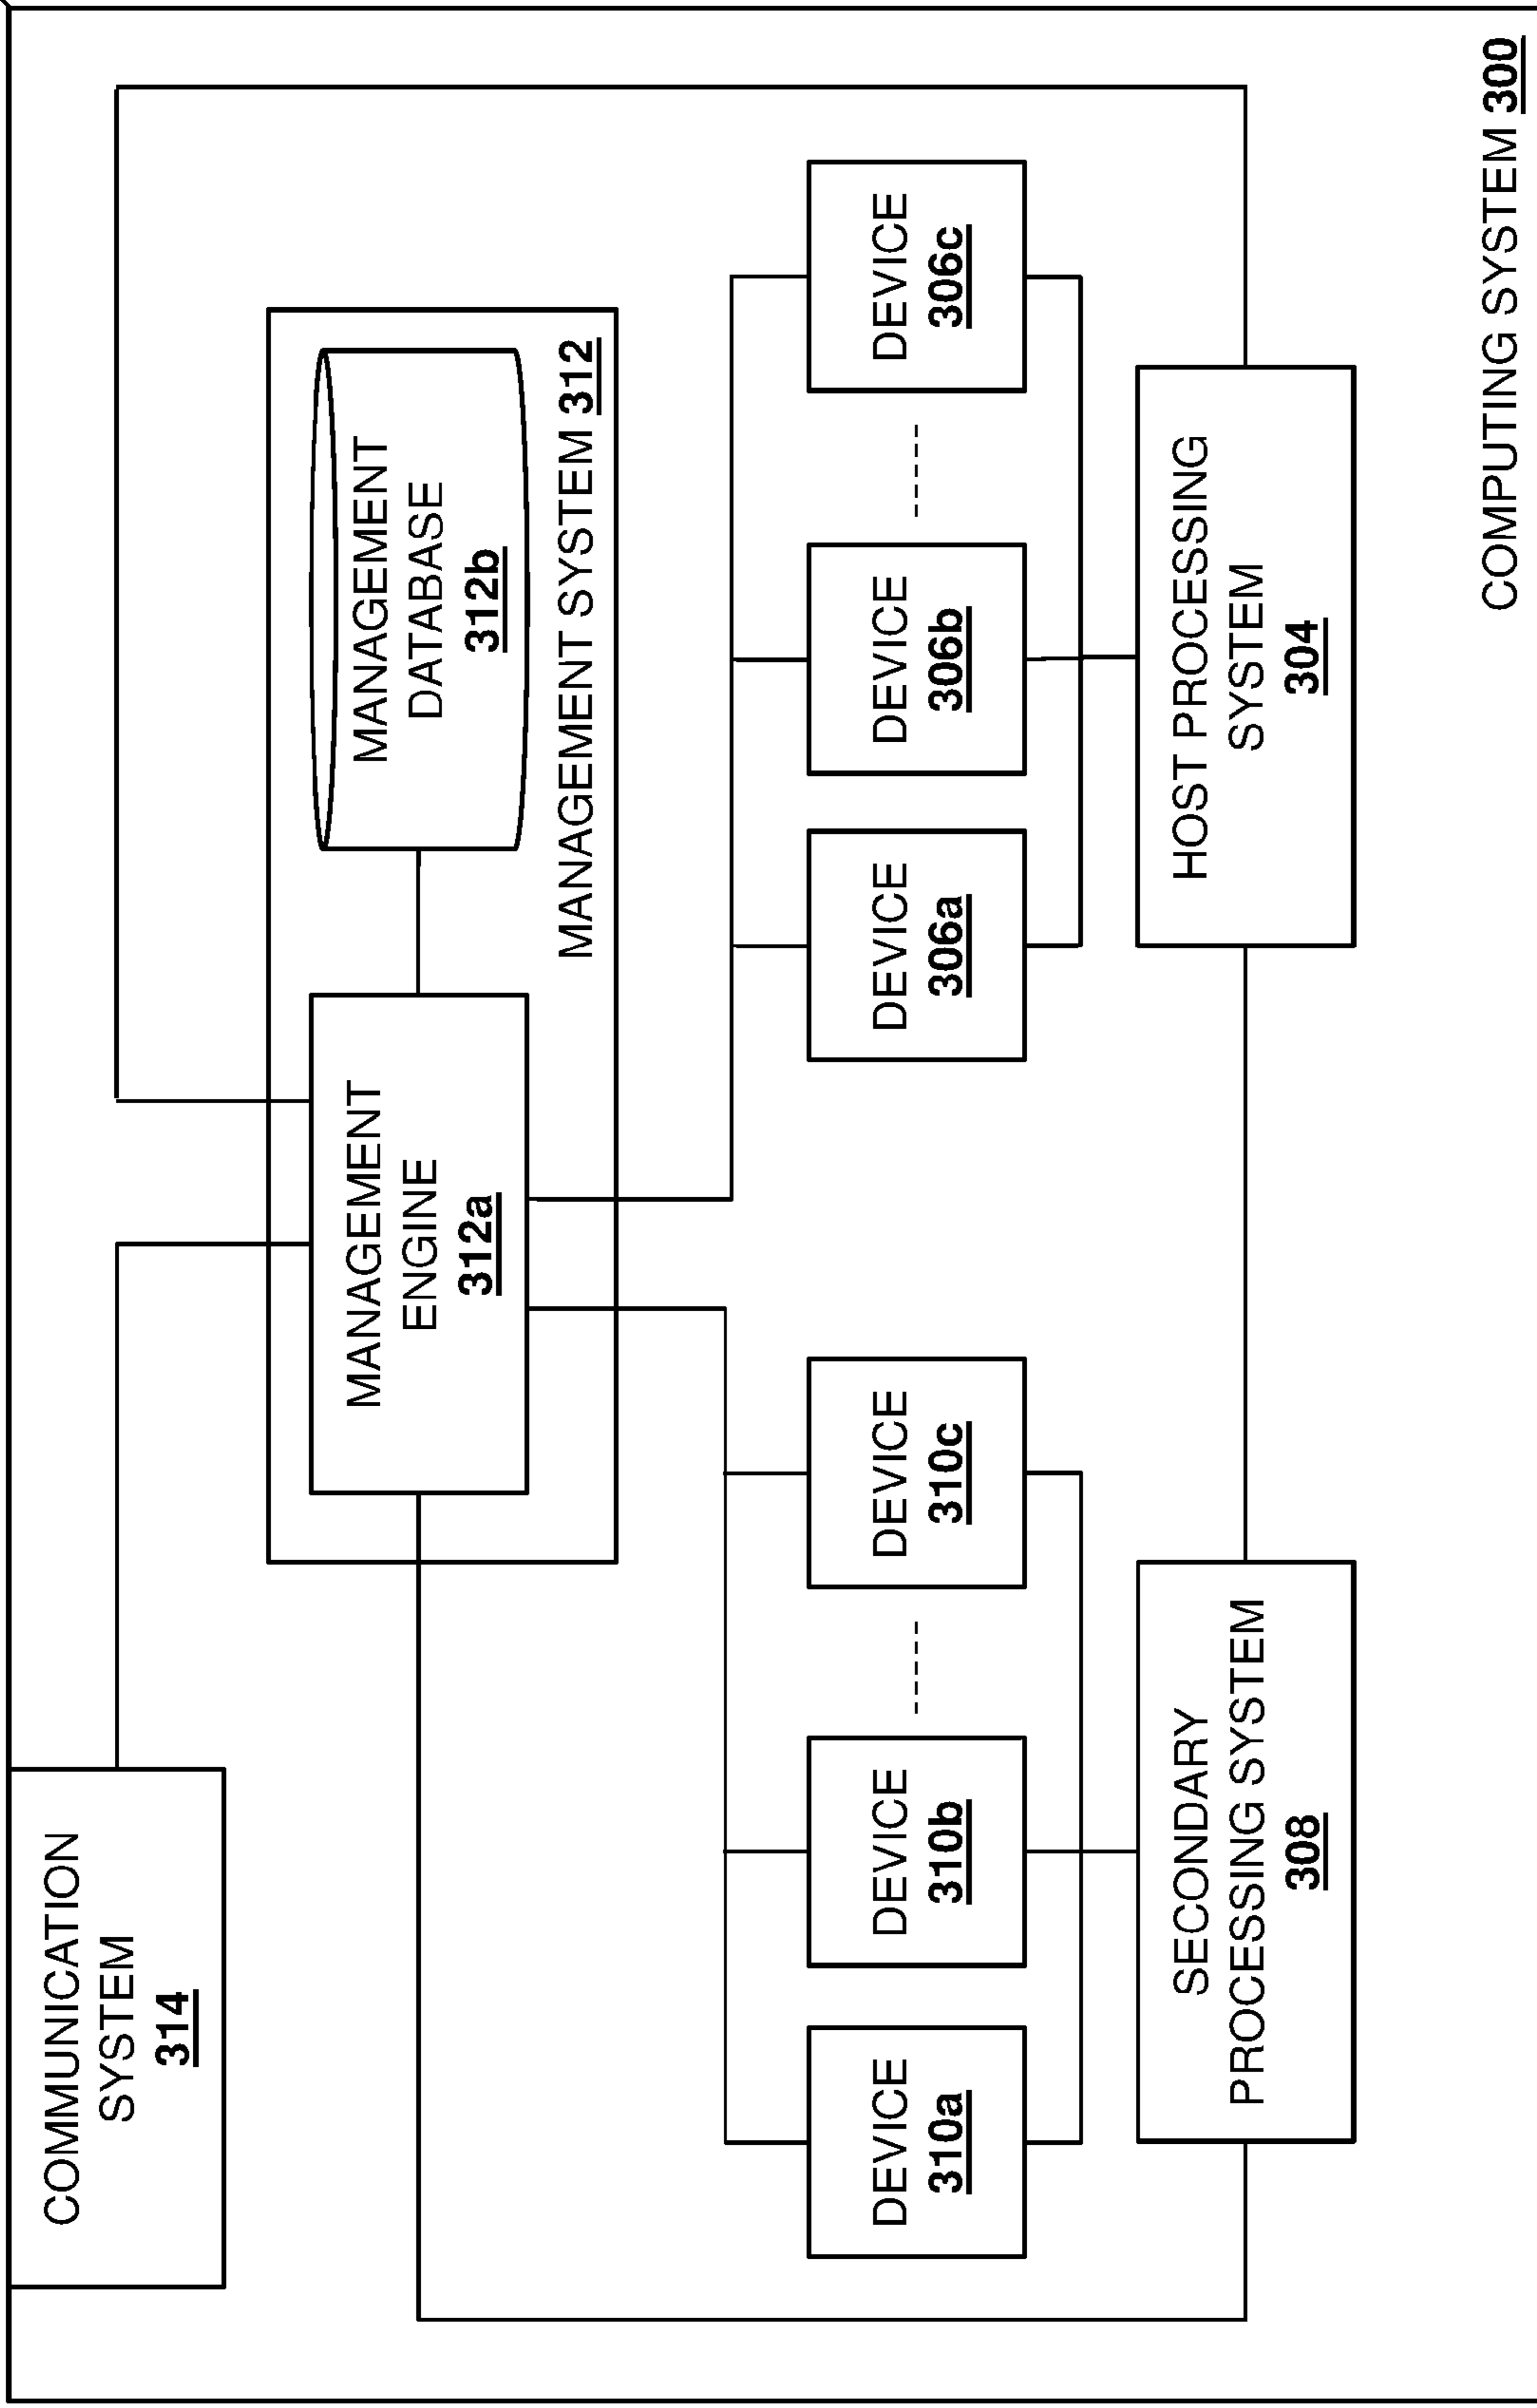 COMMUNICATION
SYSTEM
314
MANAGEMENT
ENGINE
312a
MANAGEMENT
DATABASE
312b
MANAGEMENT SYSTEM 312
DEVICE
310a
DEVICE
310b
DEVICE
310c
DEVICE
306a
DEVICE
306b
DEVICE
306c
SECONDARY
PROCESSING SYSTEM
308
HOST PROCESSING
SYSTEM
304
COMPUTING SYSTEM 300